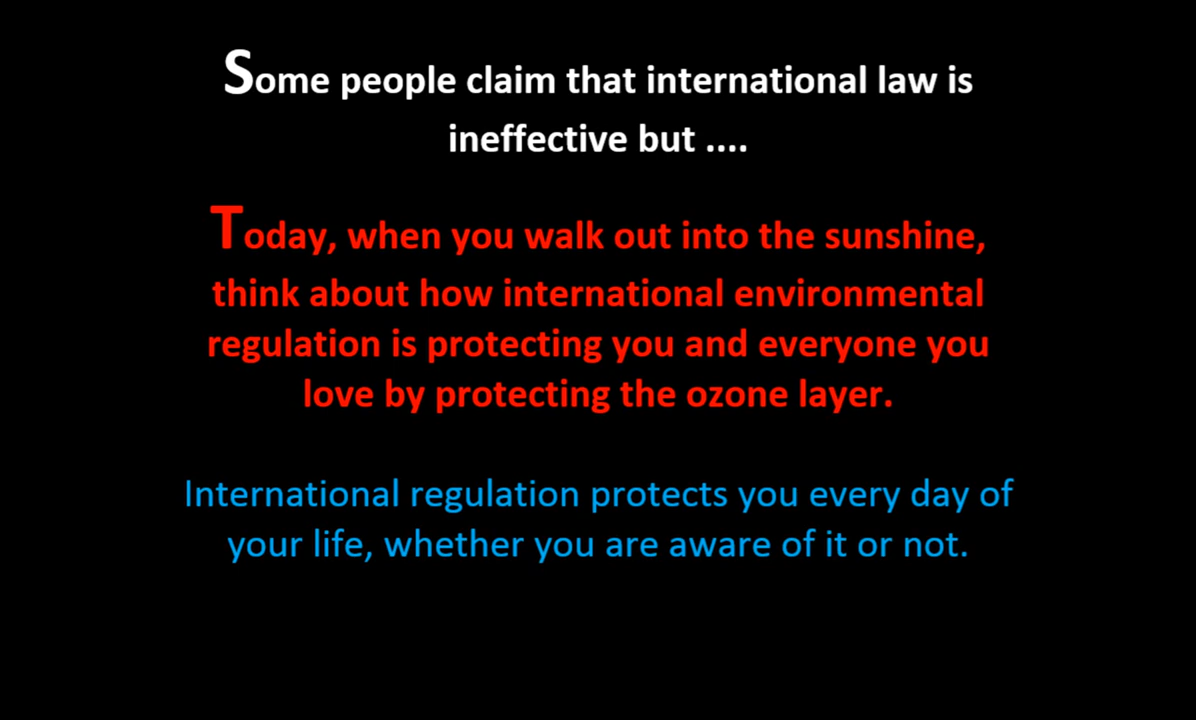 Some people claim that international law is
ineffective but ....
Today, when you walk out into the sunshine,
think about how international environmental
regulation is protecting you and everyone you
love by protecting the ozone layer.
International regulation protects you every day of
your life, whether you are aware of it or not.